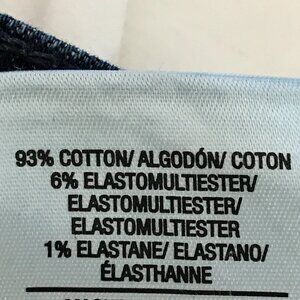 93% COTTON/ ALGODÓN/ COTON
6% ELASTOMULTIESTER/
ELASTOMULTIESTER/
ELASTOMULTIESTER
1% ELASTANE/ ELASTANO/
ÉLASTHANNE